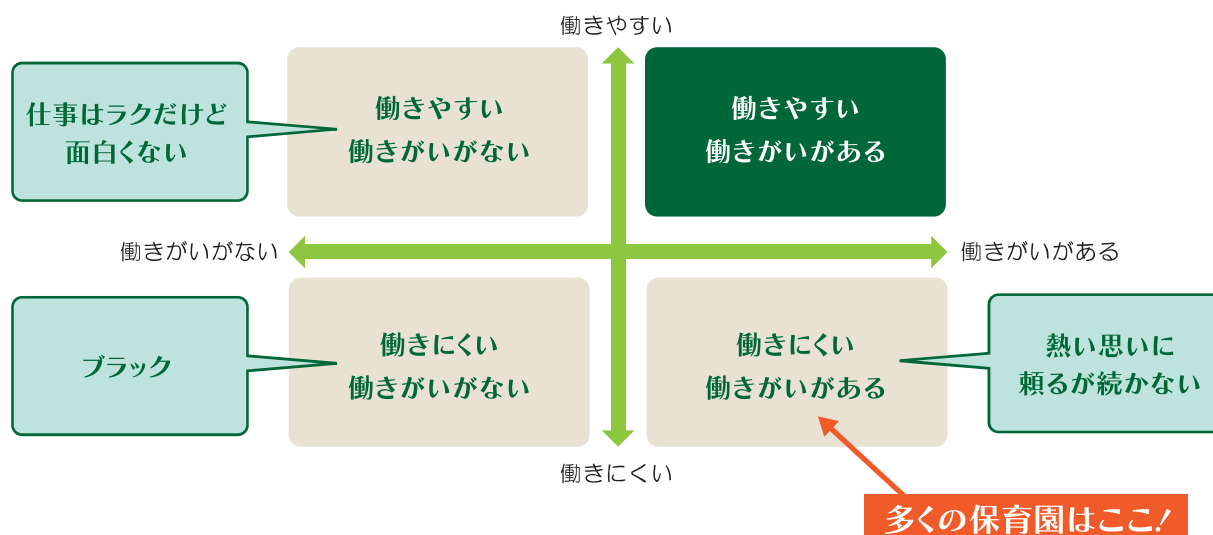 働きやすい
仕事はラクだけど
面白くない
働きやすい
働きがいがない
働きやすい
働きがいがある
働きがいがない
働きがいがある
ブラック
働きにくい
働きがいがない
働きにくい
働きがいがある
熱い思いに
頼るが続かない
働きにくい
多くの保育園はここ!